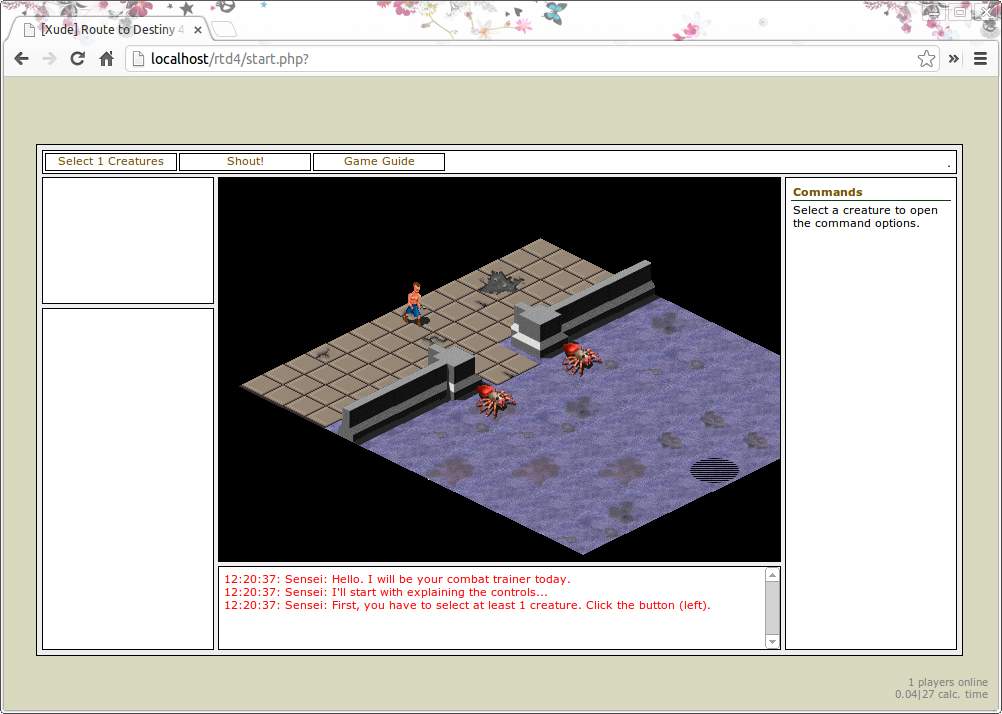 [Xude] Route to Destiny 4
localhost/rtd4/start.php?
Select 1 Creatures
Shout!
Game Guide
.
Commands
Select a creature to open
the command options.
12:20:37: Sensei: Hello. I will be your combat trainer today.
12:20:37: Sensei: I'll start with explaining the controls...
12:20:37: Sensei: First, you have to select at least 1 creature. Click the button (left).
1 players online
0.04|27 calc. time